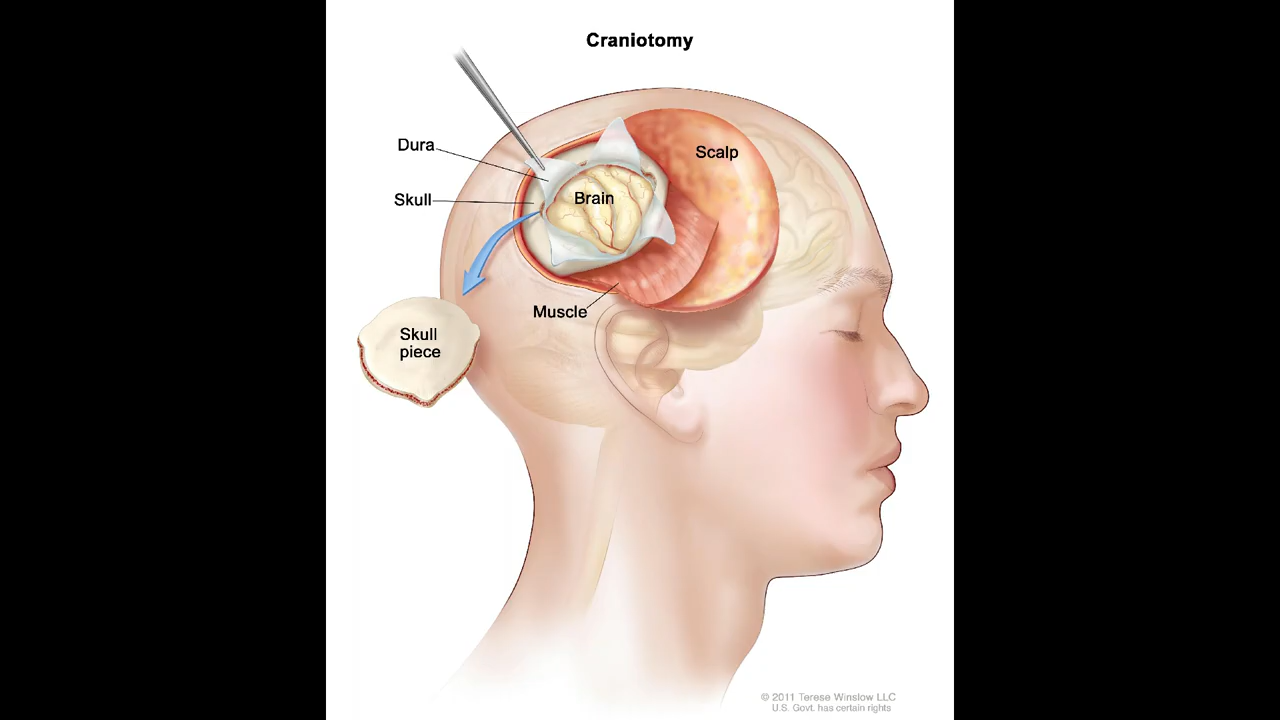 Craniotomy
Dura
Scalp
Skull
Brain
Muscle
Skull
piece
© 2011 Terese Winslow LLC
U.S. Govt. has certain rights